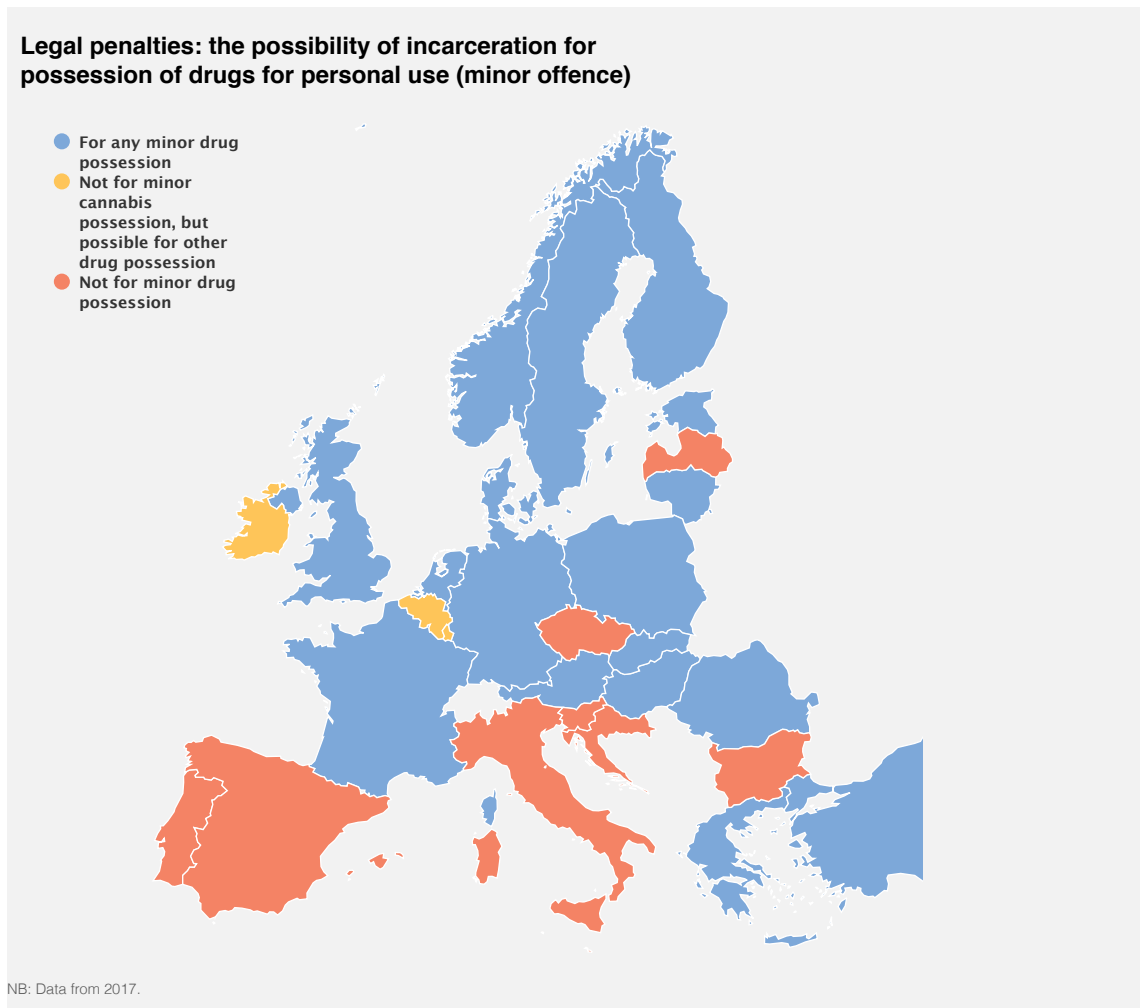 Legal penalties: the possibility of incarceration for
possession of drugs for personal use (minor offence)
For any minor drug
possession
Not for minor
cannabis
possession, but
possible for other
drug possession
Not for minor drug
possession
NB: Data from 2017.